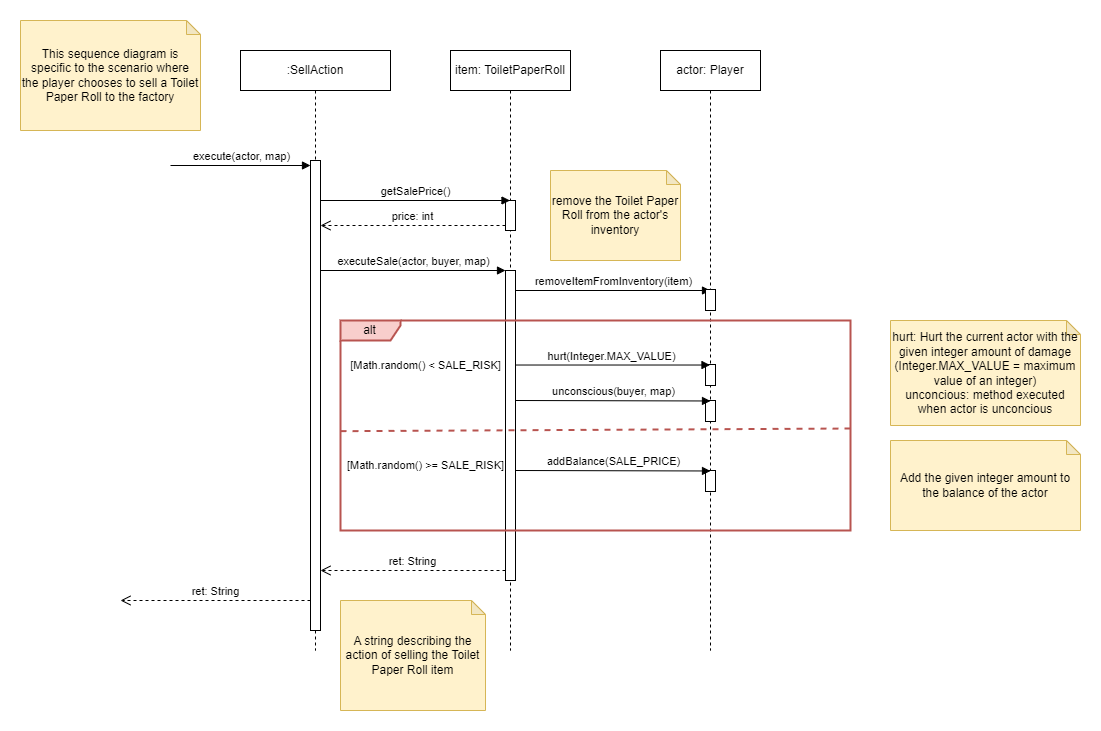 This sequence diagram is
specific to the scenario where
the player chooses to sell a Toilet
Paper Roll to the factory
:SellAction
item: ToiletPaperRoll
actor: Player
execute(actor, map)
getSalePrice()
price: int
remove the Toilet Paper
Roll from the actor's
inventory
executeSale(actor, buyer, map)
removeItemFromInventory(item)
alt
[Math.random() < SALE_RISK]
hurt(Integer.MAX_VALUE)
unconscious(buyer, map)
hurt: Hurt the current actor with the
given integer amount of damage
(Integer.MAX_VALUE = maximum
value of an integer)
unconcious: method executed
when actor is unconcious
[Math.random() >= SALE_RISK]
addBalance(SALE_PRICE)
Add the given integer amount to
the balance of the actor
ret: String
ret: String
A string describing the
action of selling the Toilet
Paper Roll item